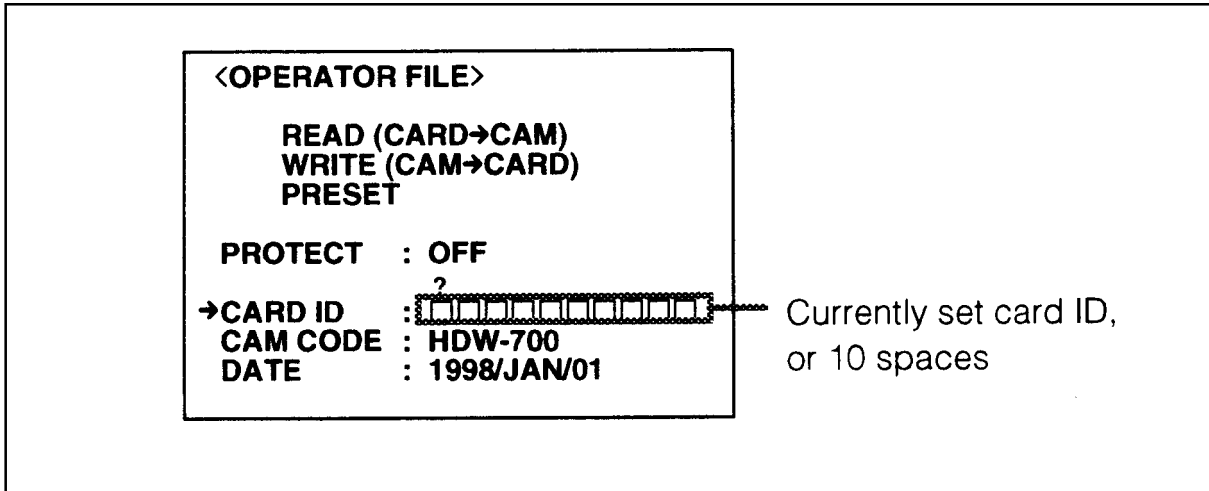 <OPERATOR FILE>
READ (CARD→CAM)
WRITE (CAM→CARD)
PRESET
PROTECT : OFF
?
→CARD ID : □□□□□□□□□□
CAM CODE : HDW-700
DATE : 1998/JAN/01
Currently set card ID,
or 10 spaces